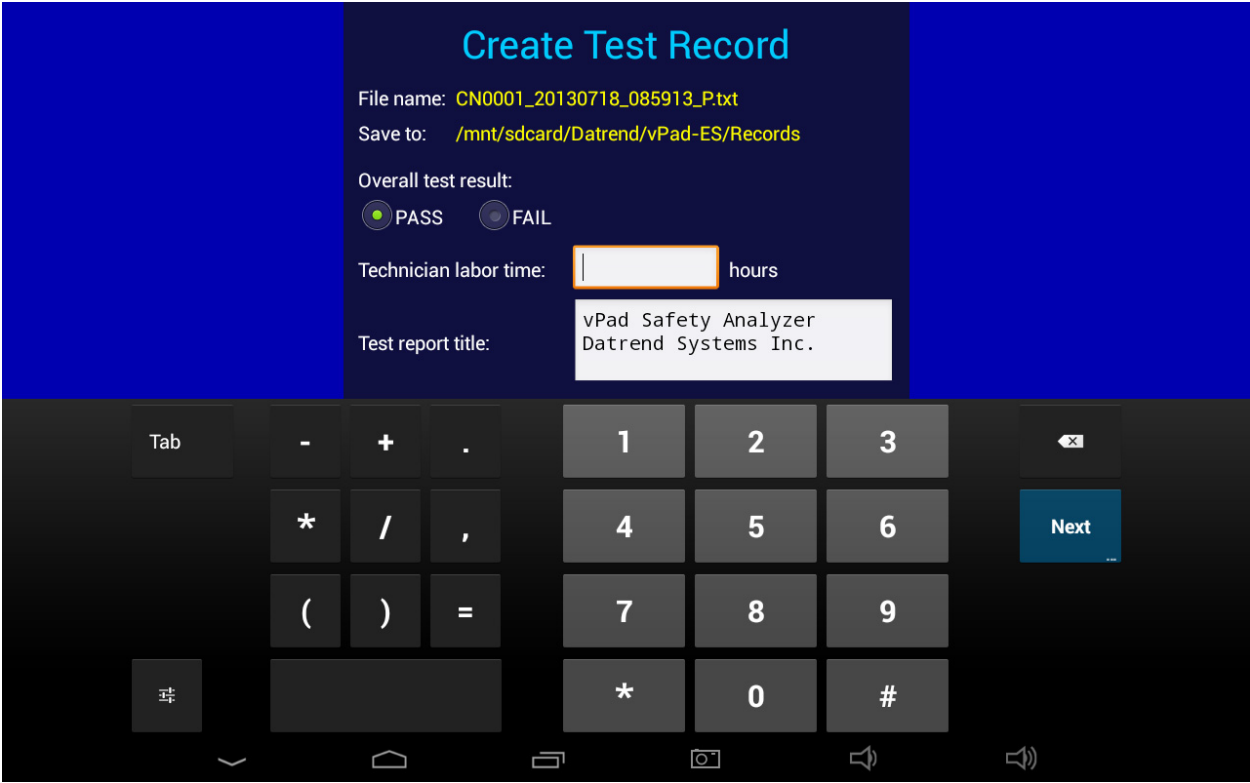 Create Test Record
File name: CN0001_20130718_085913_P.txt
Save to: /mnt/sdcard/Datrend/vPad-ES/Records
Overall test result:
PASS FAIL
Technician labor time: hours
Test report title:
vPad Safety Analyzer
Datrend Systems Inc.
Tab - + . 1 2 3
* / , 4 5 6 Next
( ) = 7 8 9
* 0 #